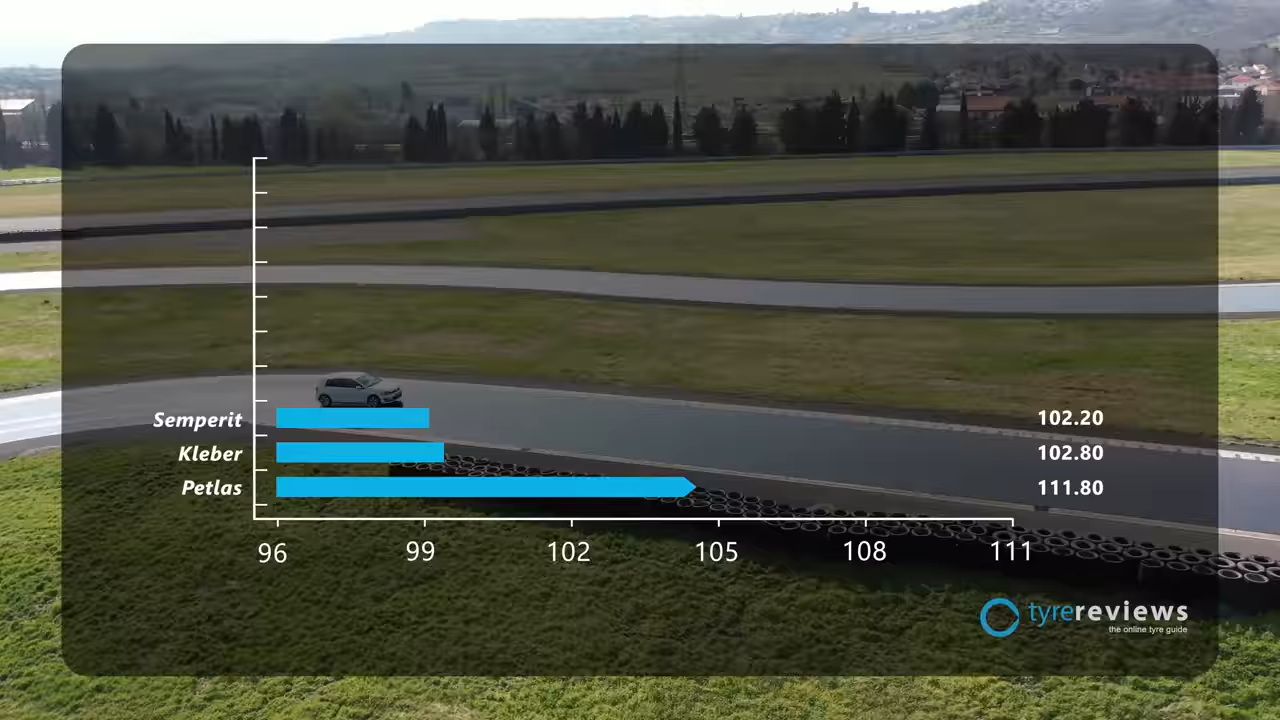 Semperit 102.20
Kleber 102.80
Petlas 111.80
96 99 102 105 108 111
tyrereviews
the online tyre guide